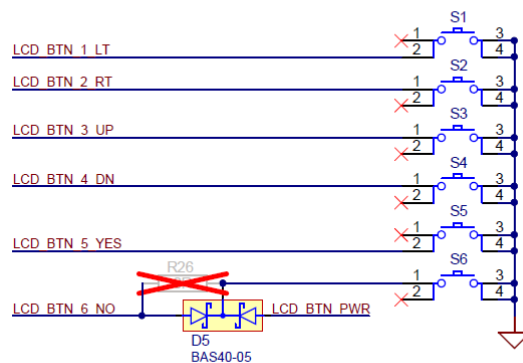 S1
1 3
LCD_BTN_1_LT 2 4
S2
LCD_BTN_2_RT 1 3
2 4
S3
LCD_BTN_3_UP 1 3
2 4
S4
LCD_BTN_4_DN 1 3
2 4
S5
1 3
LCD_BTN_5_YES 2 4
R26 S6
1 3
2 4
LCD_BTN_6_NO LCD_BTN_PWR
D5
BAS40-05